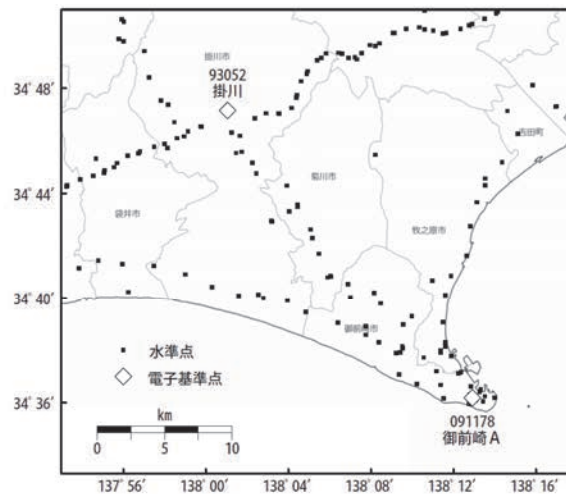 掛川市
93052
掛川
34° 48'
吉田町
34° 44'
菊川市
袋井市
牧之原市
34° 40'
御前崎市
水準点
電子基準点
34° 36'
km
0 5 10
091178
御前崎 A
137° 56' 138° 00' 138° 04' 138° 08' 138° 12' 138° 16'